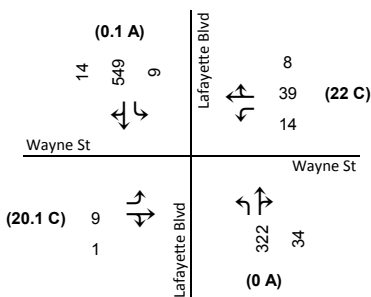 (0.1 A)
14 549 9
Lafayette Blvd
8
39 (22 C)
14
Wayne St
Wayne St
(20.1 C) 9
1
Lafayette Blvd
322 34
(0 A)